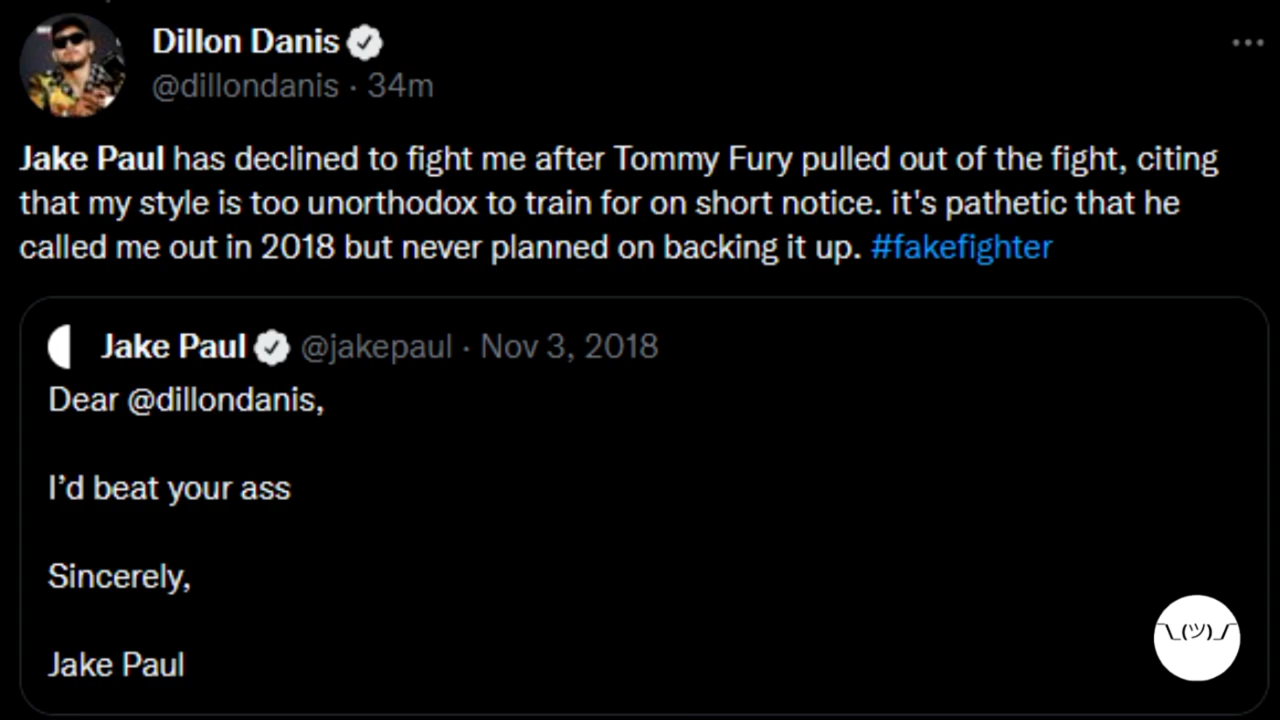 Dillon Danis
@dillondanis · 34m
Jake Paul has declined to fight me after Tommy Fury pulled out of the fight, citing
that my style is too unorthodox to train for on short notice. it's pathetic that he
called me out in 2018 but never planned on backing it up. #fakefighter
Jake Paul @jakepaul · Nov 3, 2018
Dear @dillondanis,
I’d beat your ass
Sincerely,
Jake Paul
¯\_(ツ)_/¯